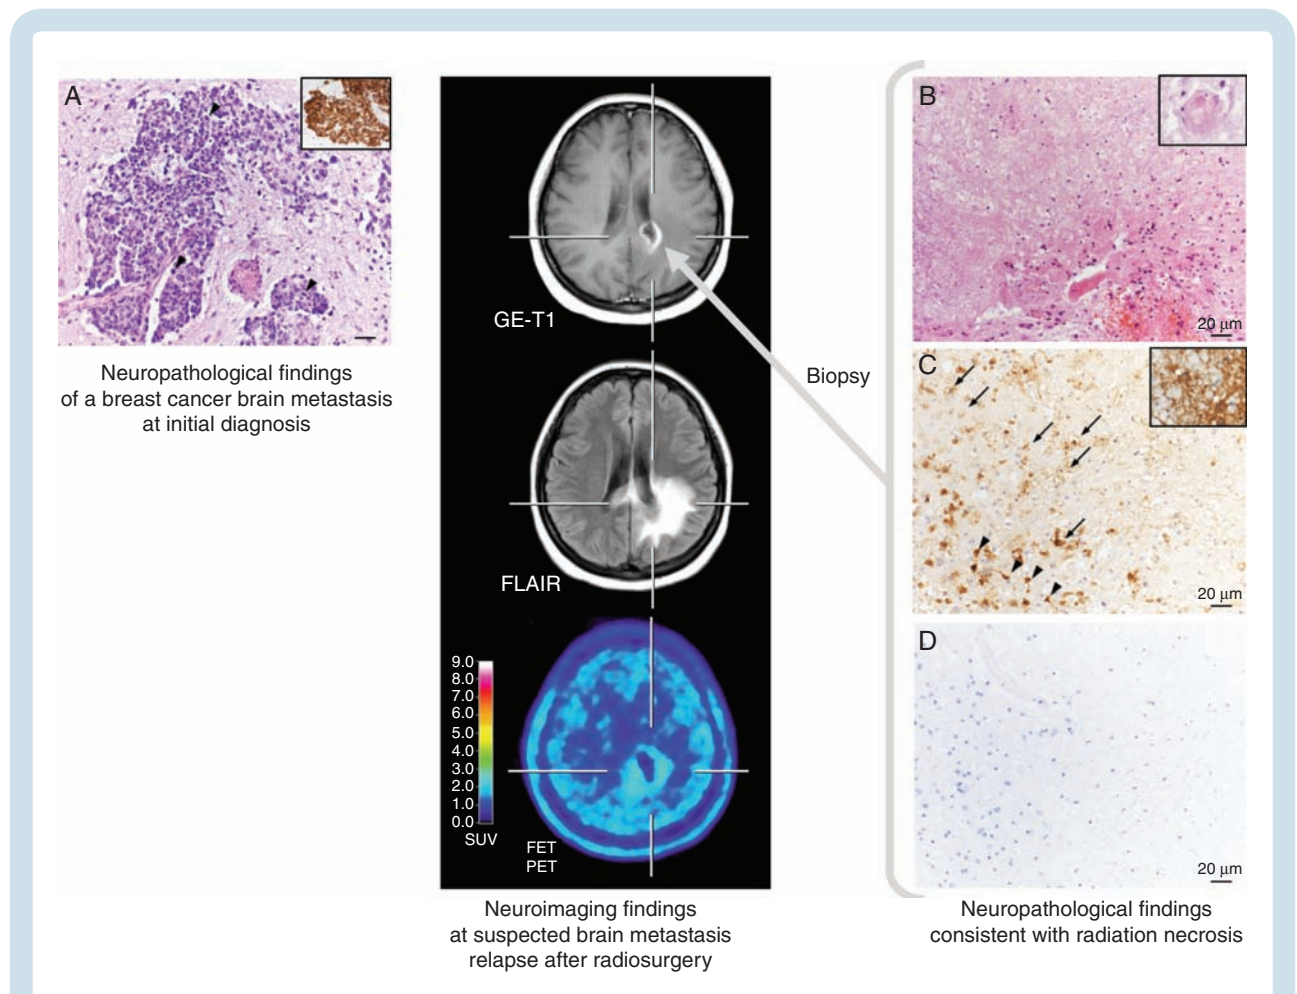 A
Neuropathological findings
of a breast cancer brain metastasis
at initial diagnosis
GE-T1
FLAIR
9.0
8.0
7.0
6.0
5.0
4.0
3.0
2.0
1.0
0.0
SUV
FET
PET
Neuroimaging findings
at suspected brain metastasis
relapse after radiosurgery
Biopsy
B
20 μm
C
20 μm
D
20 μm
Neuropathological findings
consistent with radiation necrosis